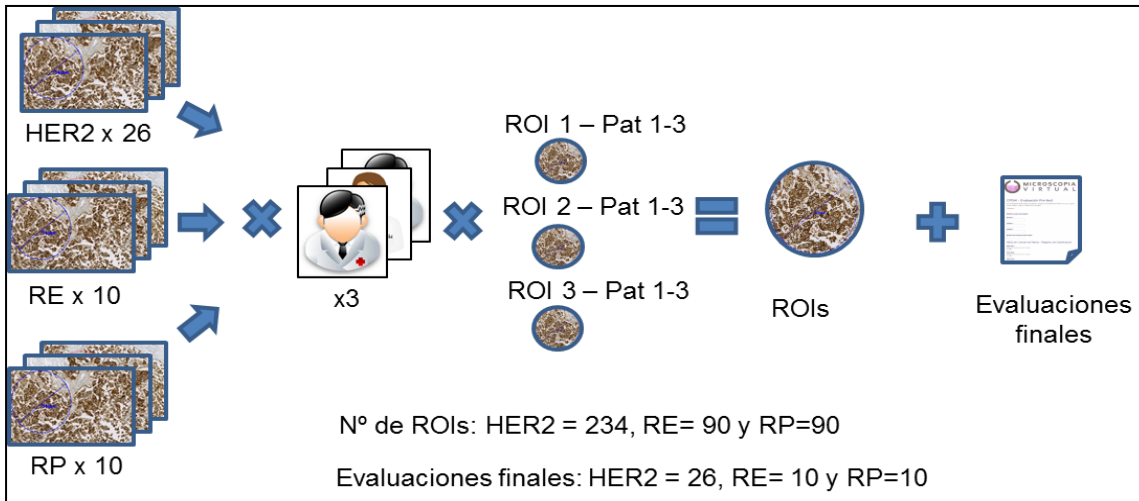 HER2 x 26
RE x 10
RP x 10
x3
ROI 1 – Pat 1-3
ROI 2 – Pat 1-3
ROI 3 – Pat 1-3
ROIs
MICROSCOPIA
VIRTUAL
Evaluaciones
finales
Nº de ROIs: HER2 = 234, RE= 90 y RP=90
Evaluaciones finales: HER2 = 26, RE= 10 y RP=10